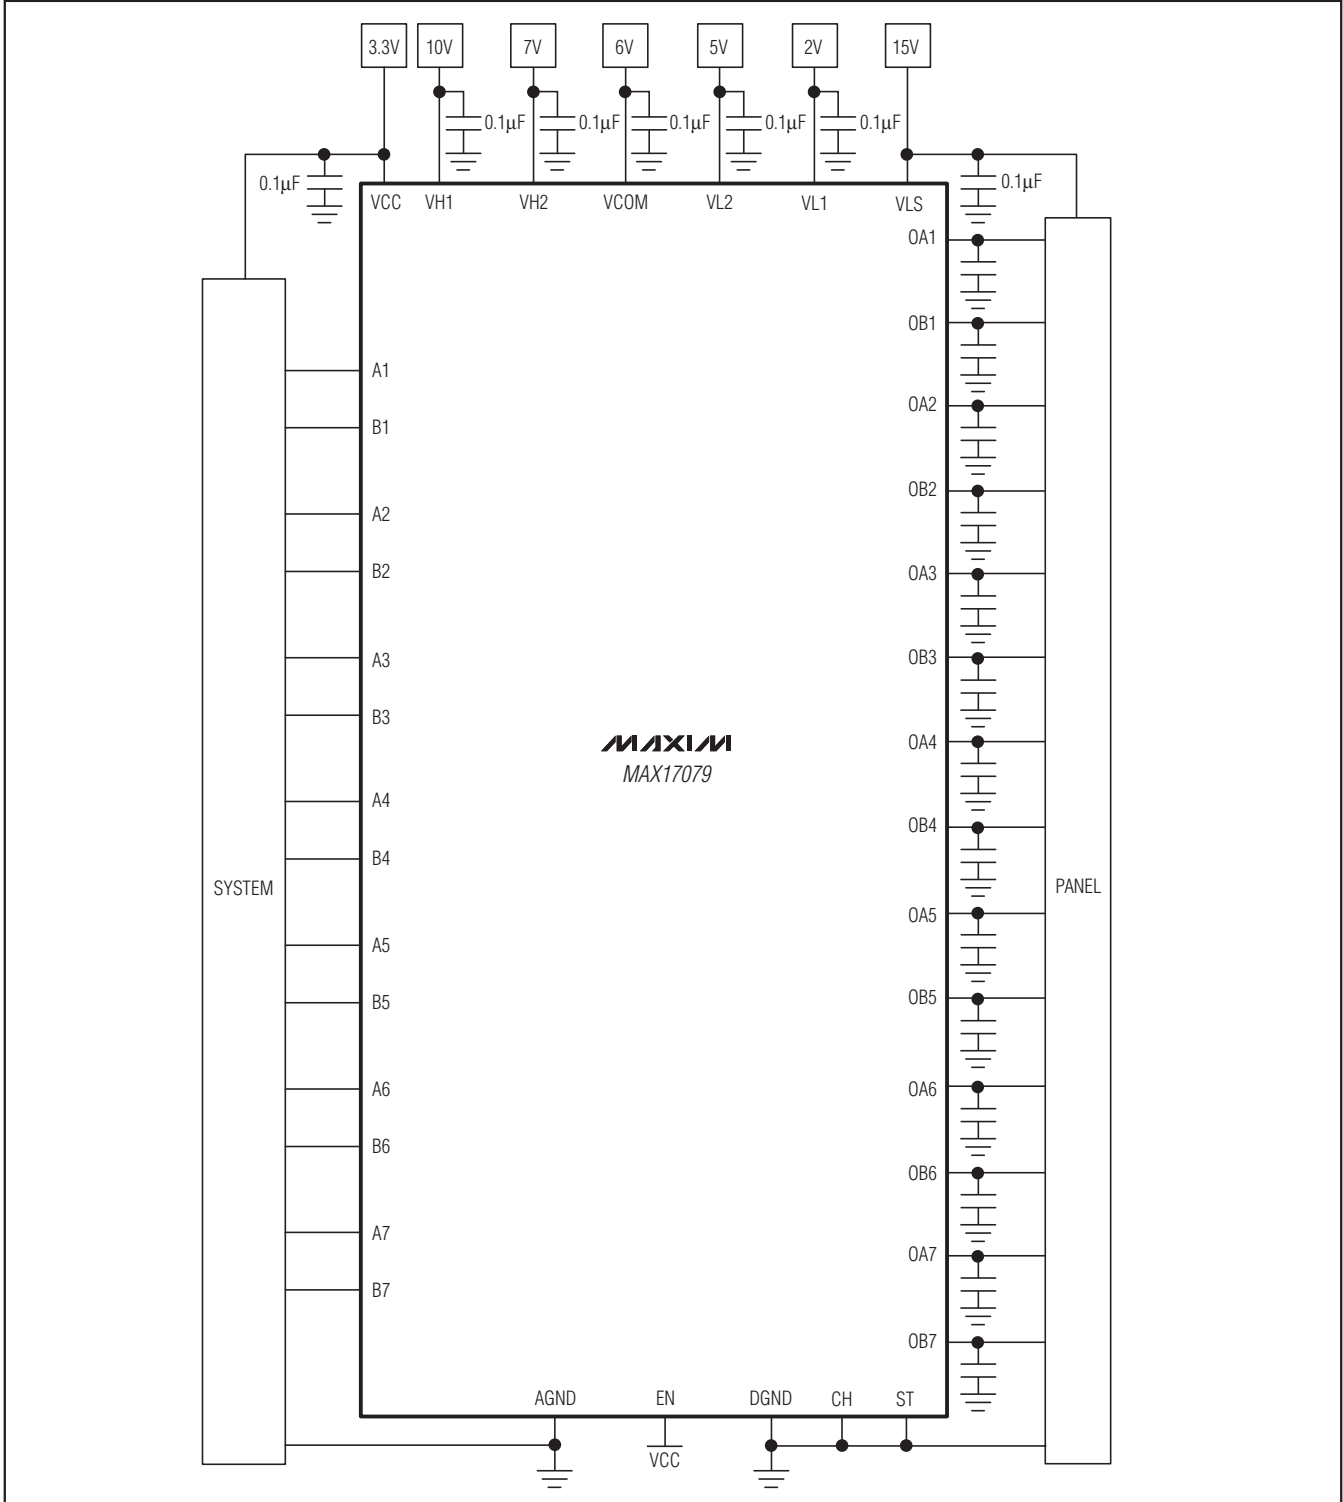 3.3V 10V 7V 6V 5V 2V 15V
0.1µF 0.1µF 0.1µF 0.1µF 0.1µF
0.1µF 0.1µF
VCC VH1 VH2 VCOM VL2 VL1 VLS
OA1
OB1
A1
OA2
B1
OB2
A2
B2
OA3
A3
OB3
B3
OA4
MAXIM
MAX17079
A4
OB4
B4
SYSTEM
PANEL
OA5
A5
OB5
B5
A6
OA6
B6
OB6
A7
OA7
B7
OB7
AGND EN DGND CH ST
VCC